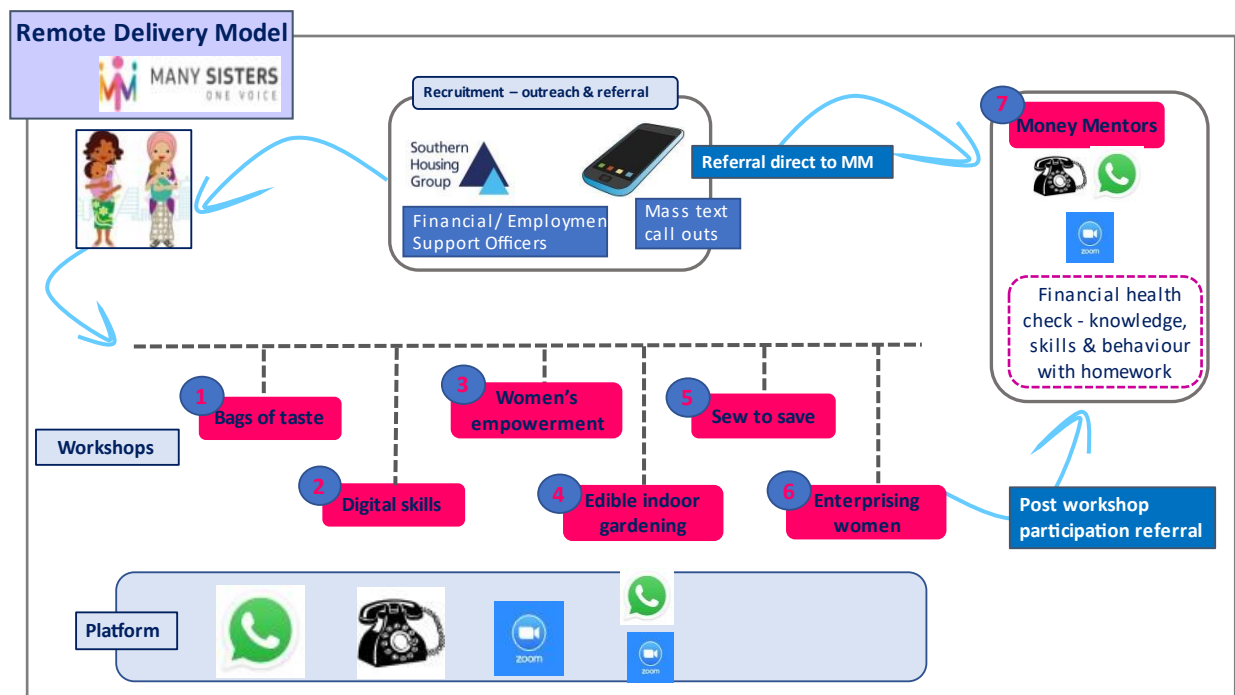 Remote Delivery Model
MANY SISTERS
ONE VOICE
Recruitment – outreach & referral
Southern
Housing
Group
Financial/ Employmen
Support Officers
Mass text
call outs
Referral direct to MM
7
Money Mentors
zoom
Financial health
check - knowledge,
skills & behaviour
with homework
1
Bags of taste
3
Women's
empowerment
5
Sew to save
Workshops
2
Digital skills
4
Edible indoor
gardening
6
Enterprising
women
Post workshop
participation referral
Platform
zoom
zoom